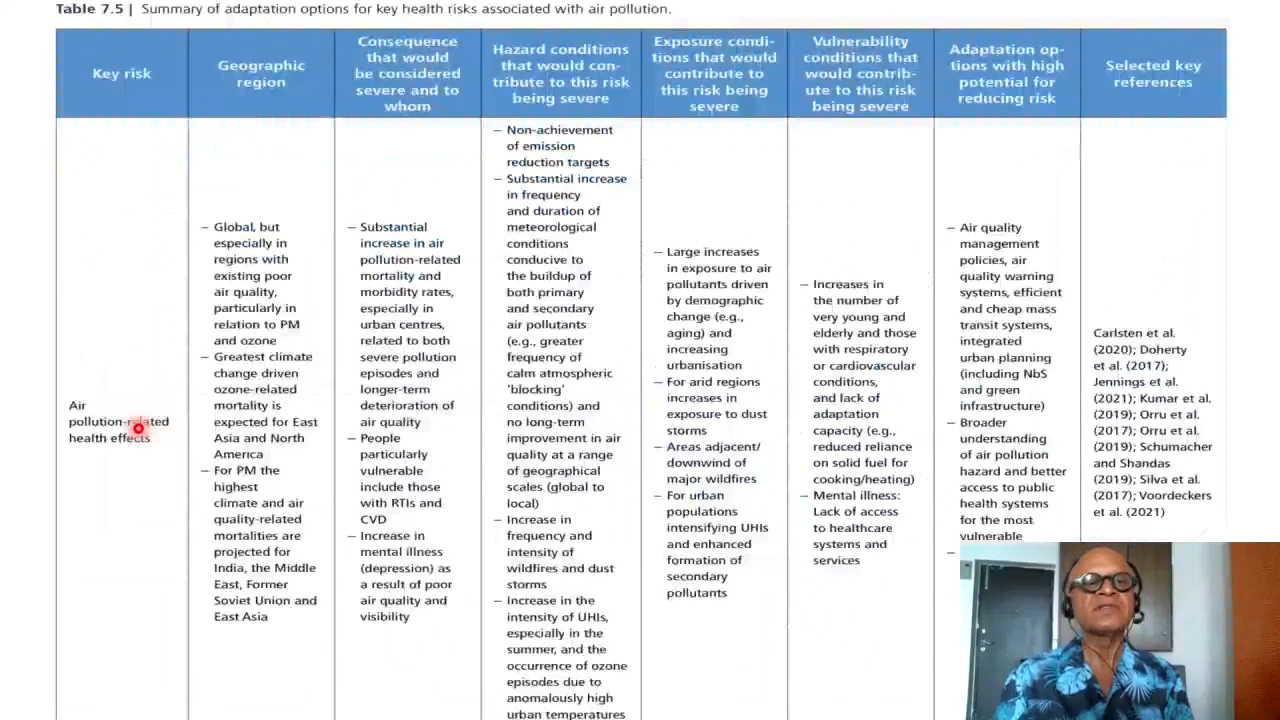 Table 7.5 | Summary of adaptation options for key health risks associated with air pollution.
Key risk
Geographic
region
Consequence
that would
be considered
severe and to
whom
Hazard conditions
that would con-
tribute to this risk
being severe
Exposure condi-
tions that would
contribute to
this risk being
severe
Vulnerability
conditions that
would contrib-
ute to this risk
being severe
Adaptation op-
tions with high
potential for
reducing risk
Selected key
references
Air
pollution-related
health effects
– Global, but
especially in
regions with
existing poor
air quality,
particularly in
relation to PM
and ozone
– Greatest climate
change driven
ozone-related
mortality is
expected for East
Asia and North
America
– For PM the
highest
climate and air
quality-related
mortalities are
projected for
India, the Middle
East, Former
Soviet Union and
East Asia
– Substantial
increase in air
pollution-related
mortality and
morbidity rates,
especially in
urban centres,
related to both
severe pollution
episodes and
longer-term
deterioration of
air quality
– People
particularly
vulnerable
include those
with RTIs and
CVD
– Increase in
mental illness
(depression) as
a result of poor
air quality and
visibility
– Non-achievement
of emission
reduction targets
– Substantial increase
in frequency
and duration of
meteorological
conditions
conducive to
the buildup of
both primary
and secondary
air pollutants
(e.g., greater
frequency of
calm atmospheric
'blocking'
conditions) and
no long-term
improvement in air
quality at a range
of geographical
scales (global to
local)
– Increase in
frequency and
intensity of
wildfires and dust
storms
– Increase in the
intensity of UHIs,
especially in the
summer, and the
occurrence of ozone
episodes due to
anomalously high
urban temperatures
– Large increases
in exposure to air
pollutants driven
by demographic
change (e.g.,
aging) and
increasing
urbanisation
– For arid regions
increases in
exposure to dust
storms
– Areas adjacent/
downwind of
major wildfires
– For urban
populations
intensifying UHIs
and enhanced
formation of
secondary
pollutants
– Increases in
the number of
very young and
elderly and those
with respiratory
or cardiovascular
conditions,
and lack of
adaptation
capacity (e.g.,
reduced reliance
on solid fuel for
cooking/heating)
– Mental illness:
Lack of access
to healthcare
systems and
services
– Air quality
management
policies, air
quality warning
systems, efficient
and cheap mass
transit systems,
integrated
urban planning
(including NbS
and green
infrastructure)
– Broader
understanding
of air pollution
hazard and better
access to public
health systems
for the most
vulnerable
–
Carlsten et al.
(2020); Doherty
et al. (2017);
Jennings et al.
(2021); Kumar et al.
(2019); Orru et al.
(2017); Orru et al.
(2019); Schumacher
and Shandas
(2019); Silva et al.
(2017); Voordeckers
et al. (2021)